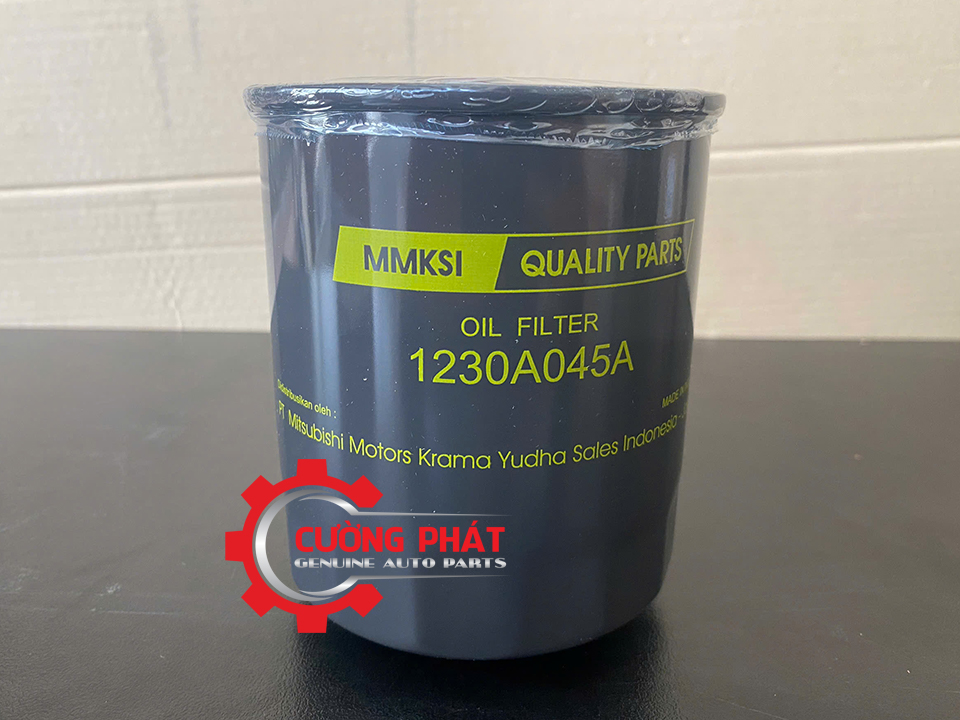 MMKSI QUALITY PARTS
OIL FILTER
1230A045A
Didistribusikan oleh :
MADE IN
PT Mitsubishi Motors Krama Yudha Sales Indonesia -
CƯỜNG PHÁT
GENUINE AUTO PARTS